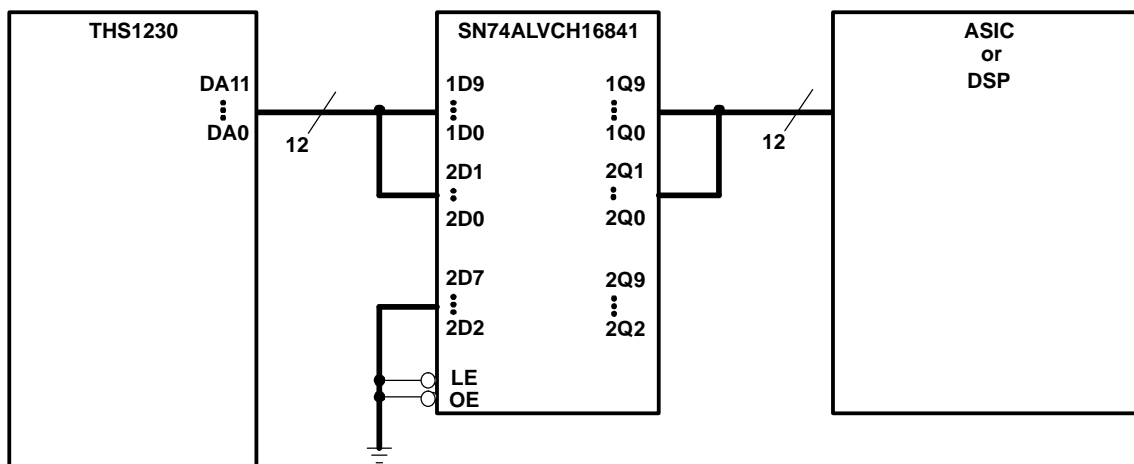 THS1230
DA11
DA0
12
SN74ALVCH16841
1D9
1D0
2D1
2D0
2D7
2D2
LE
OE
1Q9
1Q0
2Q1
2Q0
2Q9
2Q2
12
ASIC
or
DSP